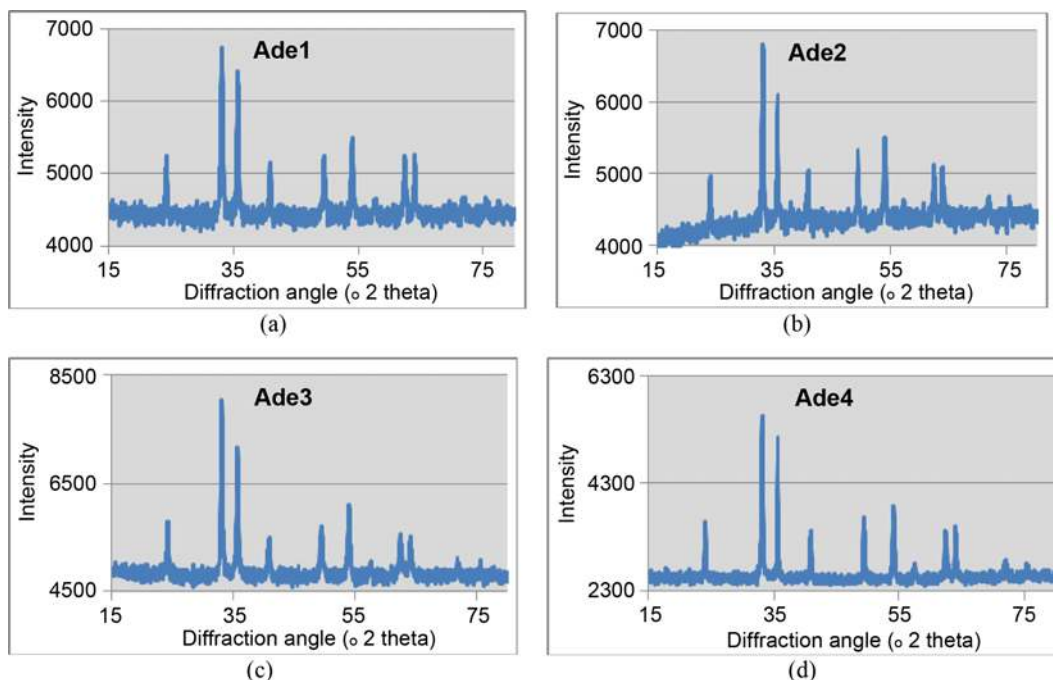 Ade1
7000
6000
5000
4000
Intensity
15 35 55 75
Diffraction angle (o 2 theta)
(a)
Ade2
7000
6000
5000
4000
Intensity
15 35 55 75
Diffraction angle (o 2 theta)
(b)
Ade3
8500
6500
4500
Intensity
15 35 55 75
Diffraction angle (o 2 theta)
(c)
Ade4
6300
4300
2300
Intensity
15 35 55 75
Diffraction angle (o 2 theta)
(d)